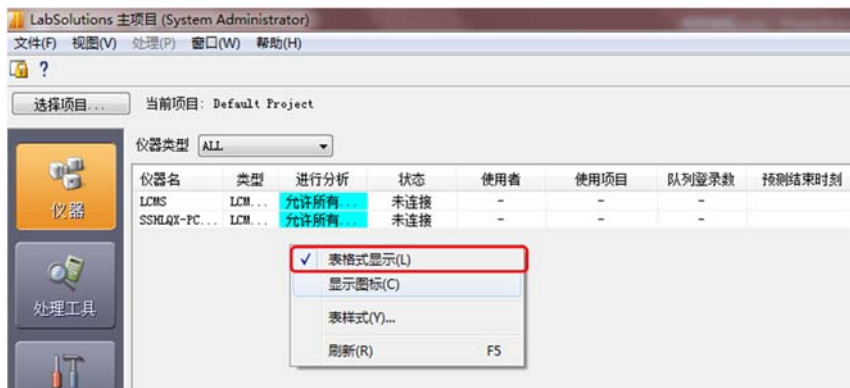 LabSolutions 主项目 (System Administrator)
文件(F) 视图(V) 处理(P) 窗口(W) 帮助(H)
?
选择项目... 当前项目: Default Project
仪器类型 ALL
仪器名 类型 进行分析 状态 使用者 使用项目 队列登录数 预测结束时刻
LCMS LCM... 允许所有... 未连接 - - -
SSHLQX-PC... LCM... 允许所有... 未连接 - - -
仪器
✓ 表格式显示(L)
显示图标(C)
处理工具
表样式(Y)...
刷新(R) F5